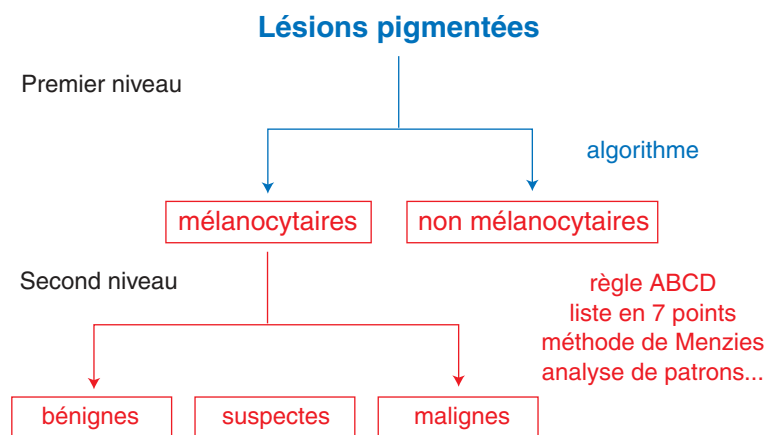 Lésions pigmentées
Premier niveau
algorithme
mélanocytaires
non mélanocytaires
Second niveau
règle ABCD
liste en 7 points
méthode de Menzies
analyse de patrons...
bénignes
suspectes
malignes